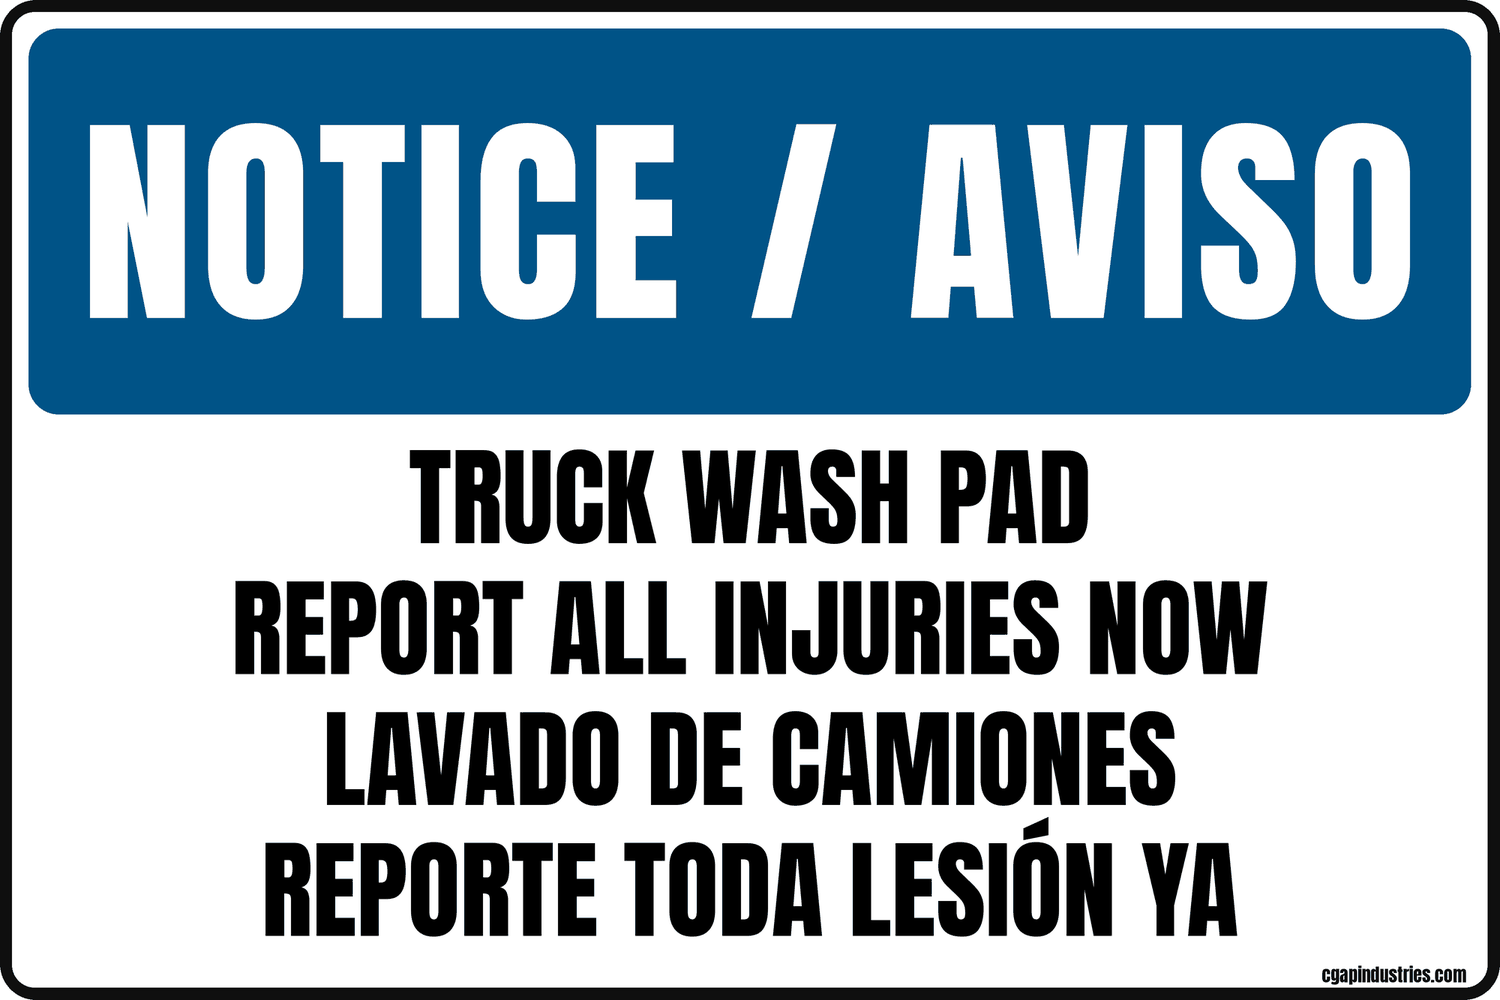 NOTICE / AVISO
TRUCK WASH PAD
REPORT ALL INJURIES NOW
LAVADO DE CAMIONES
REPORTE TODA LESIÓN YA
cgapindustries.com